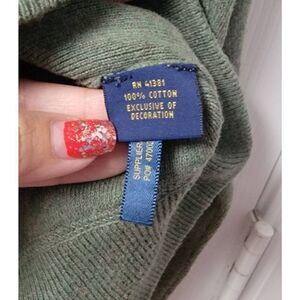 RN 41381
100% COTTON
EXCLUSIVE OF
DECORATION
SUPPLIER
PO# 4700